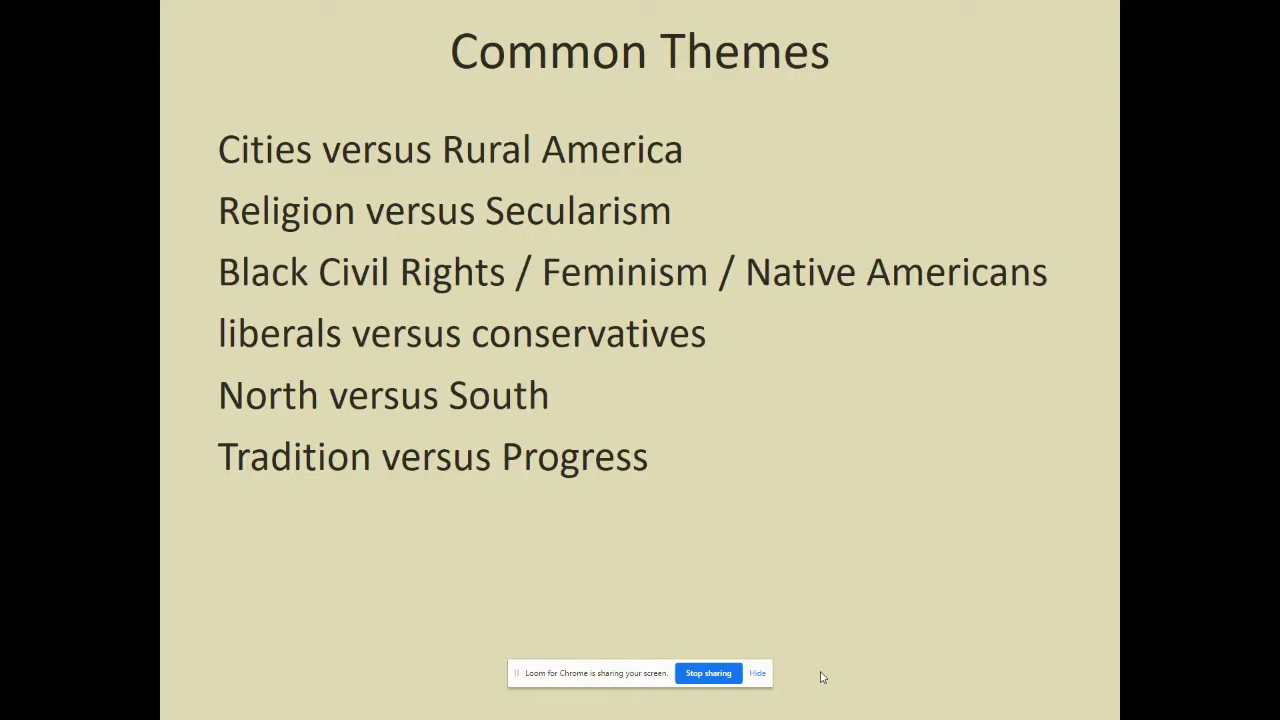 Common Themes
Cities versus Rural America
Religion versus Secularism
Black Civil Rights / Feminism / Native Americans
liberals versus conservatives
North versus South
Tradition versus Progress
Loom for Chrome is sharing your screen. Stop sharing Hide